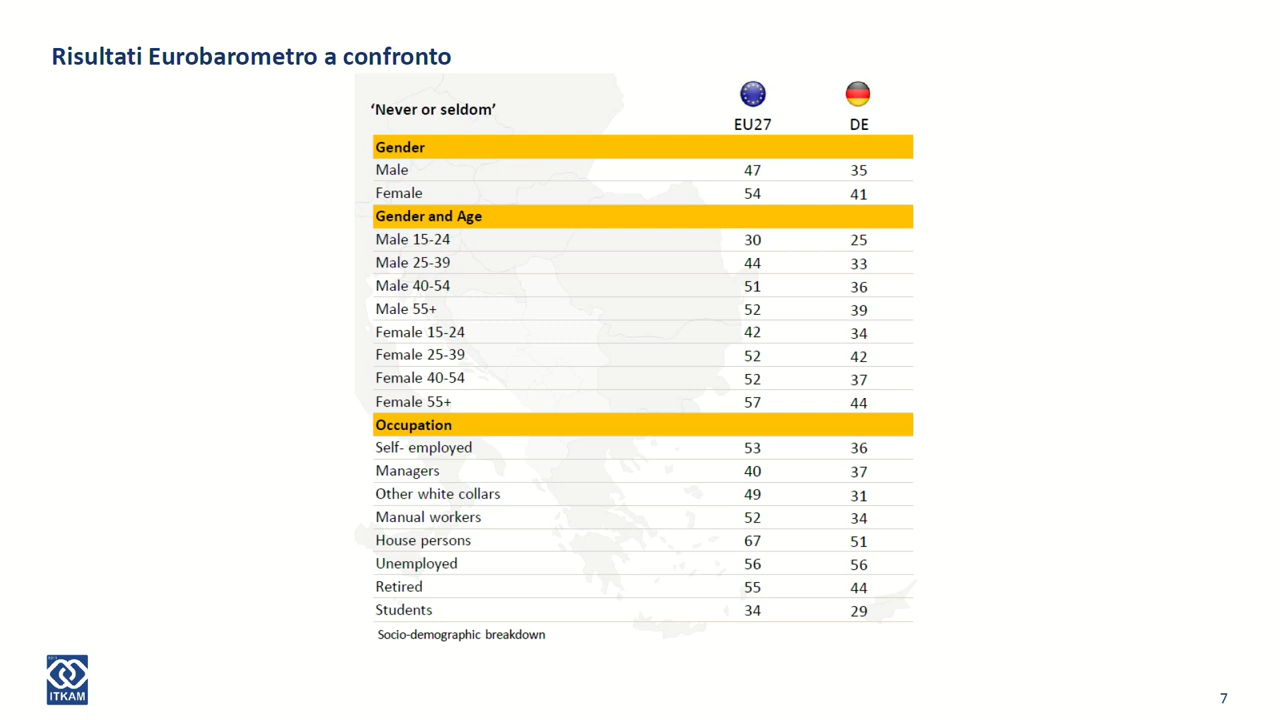 Risultati Eurobarometro a confronto
‘Never or seldom’
EU27 DE
Gender
Male 47 35
Female 54 41
Gender and Age
Male 15-24 30 25
Male 25-39 44 33
Male 40-54 51 36
Male 55+ 52 39
Female 15-24 42 34
Female 25-39 52 42
Female 40-54 52 37
Female 55+ 57 44
Occupation
Self- employed 53 36
Managers 40 37
Other white collars 49 31
Manual workers 52 34
House persons 67 51
Unemployed 56 56
Retired 55 44
Students 34 29
Socio-demographic breakdown
ITKAM
7